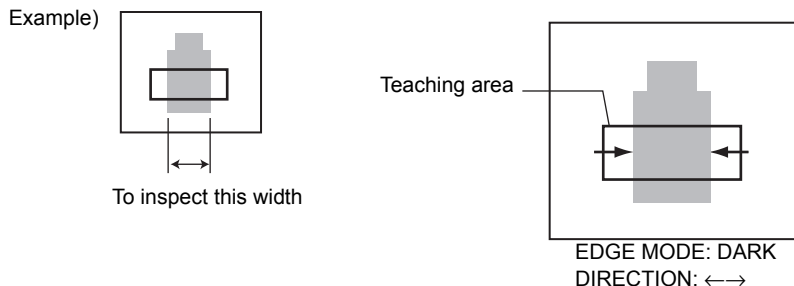 Example)
Teaching area
To inspect this width
EDGE MODE: DARK
DIRECTION: ←→